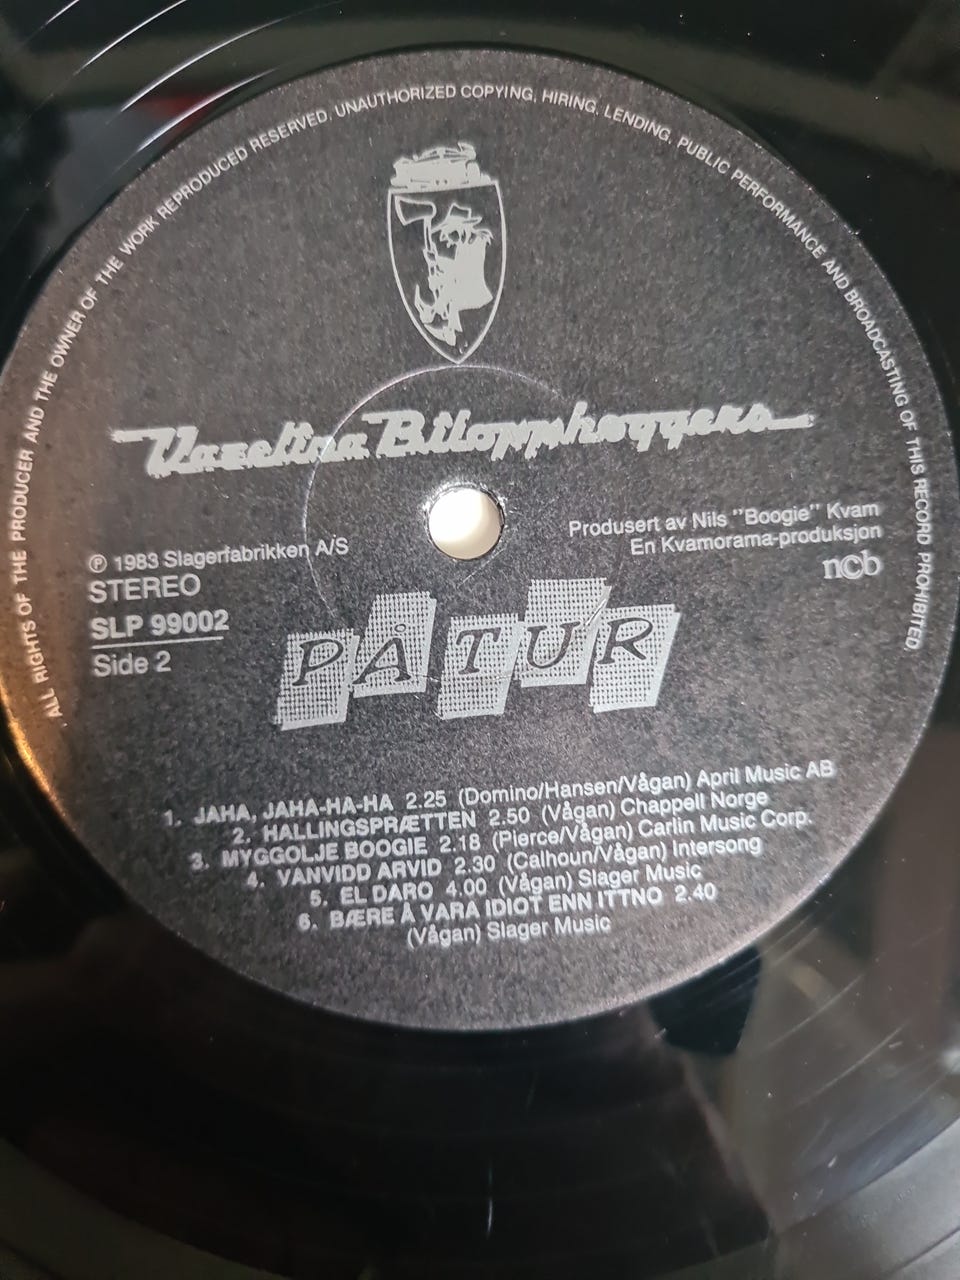 ALL RIGHTS OF THE PRODUCER AND THE OWNER OF THE WORK REPRODUCED RESERVED. UNAUTHORIZED COPYING, HIRING, LENDING, PUBLIC PERFORMANCE AND BROADCASTING OF THIS RECORD PROHIBITED.
Vazelina Bilopphøggers
℗ 1983 Slagerfabrikken A/S
STEREO
SLP 99002
Side 2
Produsert av Nils "Boogie" Kvam
En Kvamorama-produksjon
ncb
PÅ TUR
1. JAHA, JAHA-HA-HA 2.25 (Domino/Hansen/Vågan) April Music AB
2. HALLINGSPRÆTTEN 2.50 (Vågan) Chappell Norge
3. MYGGOLJE BOOGIE 2.18 (Pierce/Vågan) Carlin Music Corp.
4. VANVIDD ARVID 2.30 (Calhoun/Vågan) Intersong
5. EL DARO 4.00 (Vågan) Slager Music
6. BÆRE Å VARA IDIOT ENN ITTNO 2.40
(Vågan) Slager Music